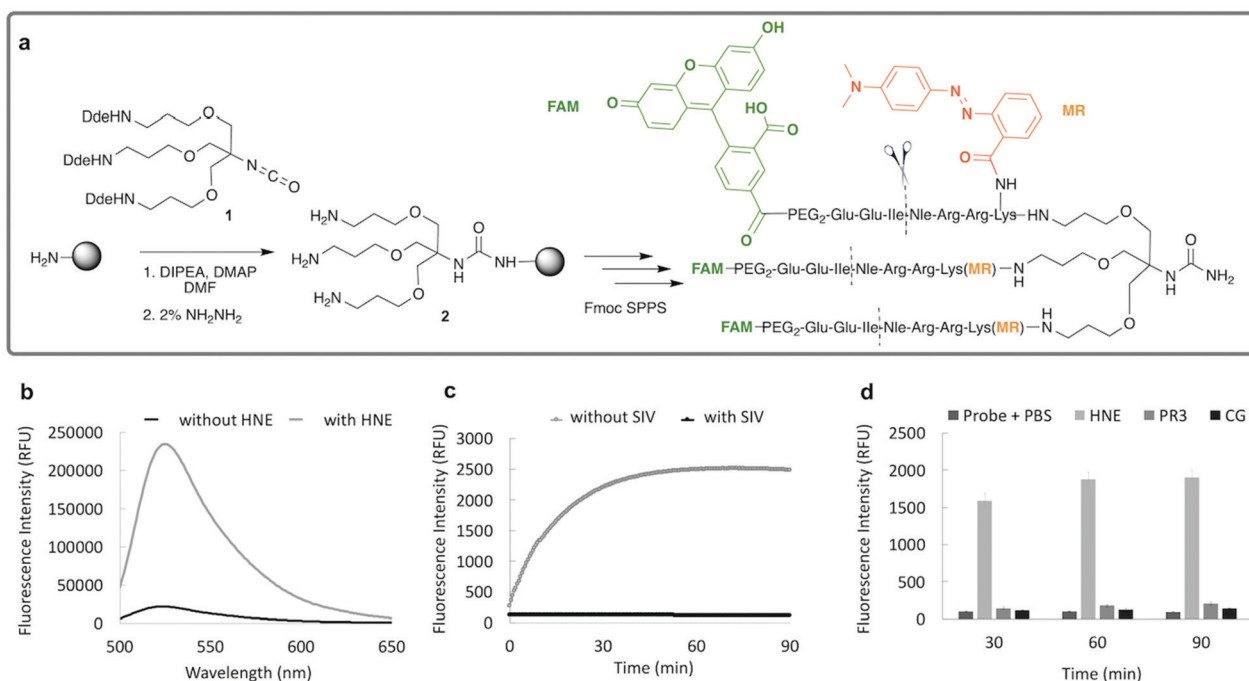 a
OH
O
O
FAM
HO
O
O
N
N
N
MR
O
NH
DdeHN
O
DdeHN
O
N
C
O
DdeHN
O
1
H₂N
1. DIPEA, DMAP
DMF
2. 2% NH₂NH₂
H₂N
O
H₂N
O
O
N
H
NH
H₂N
O
2
Fmoc SPPS
PEG₂-Glu-Glu-Ile-Nle-Arg-Arg-Lys-HN
O
FAM-PEG₂-Glu-Glu-Ile-Nle-Arg-Arg-Lys(MR)-N
H
O
O
N
H
NH₂
FAM-PEG₂-Glu-Glu-Ile-Nle-Arg-Arg-Lys(MR)-N
H
O
b
without HNE
with HNE
Fluorescence Intensity (RFU)
250000
200000
150000
100000
50000
0
500
550
600
650
Wavelength (nm)
c
without SIV
with SIV
Fluorescence Intensity (RFU)
3000
2500
2000
1500
1000
500
0
0
30
60
90
Time (min)
d
Probe + PBS
HNE
PR3
CG
Fluorescence Intensity (RFU)
2500
2000
1500
1000
500
0
30
60
90
Time (min)